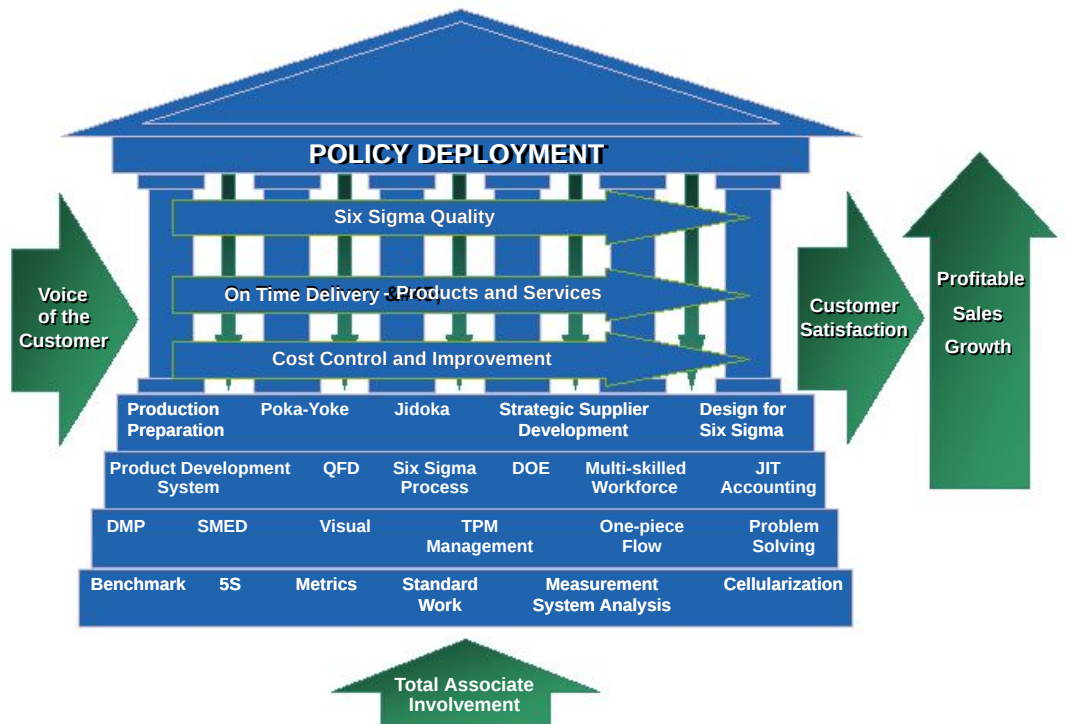 POLICY DEPLOYMENT
Six Sigma Quality
On Time Delivery - Products and Services
Cost Control and Improvement
Voice
of the
Customer
Customer
Satisfaction
Profitable
Sales
Growth
Production
Preparation
Poka-Yoke
Jidoka
Strategic Supplier
Development
Design for
Six Sigma
Product Development
System
QFD
Six Sigma
Process
DOE
Multi-skilled
Workforce
JIT
Accounting
DMP
SMED
Visual
TPM
Management
One-piece
Flow
Problem
Solving
Benchmark
5S
Metrics
Standard
Work
Measurement
System Analysis
Cellularization
Total Associate
Involvement